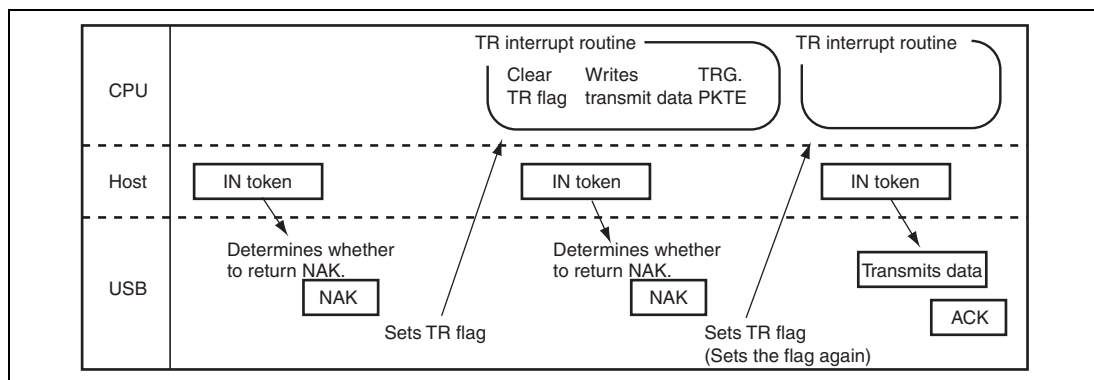 TR interrupt routine
TR interrupt routine
Clear Writes TRG.
TR flag transmit data PKTE
CPU
Host
IN token
IN token
IN token
Determines whether
to return NAK.
Determines whether
to return NAK.
Transmits data
USB
NAK
NAK
ACK
Sets TR flag
Sets TR flag
(Sets the flag again)